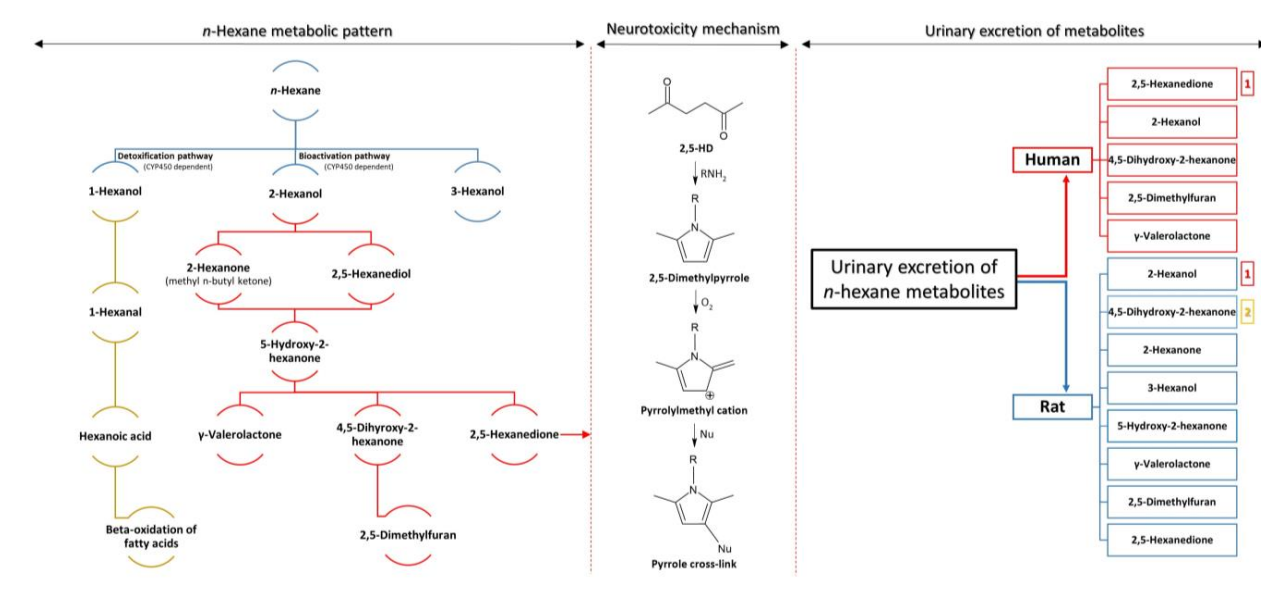 n-Hexane metabolic pattern
Neurotoxicity mechanism
Urinary excretion of metabolites
n-Hexane
Detoxification pathway
(CYP450 dependent)
Bioactivation pathway
(CYP450 dependent)
1-Hexanol
2-Hexanol
3-Hexanol
2-Hexanone
(methyl n-butyl ketone)
2,5-Hexanediol
1-Hexanal
5-Hydroxy-2-
hexanone
Hexanoic acid
γ-Valerolactone
4,5-Dihyroxy-2-
hexanone
2,5-Hexanedione
Beta-oxidation of
fatty acids
2,5-Dimethylfuran
O
O
2,5-HD
RNH2
R
N
2,5-Dimethylpyrrole
O2
R
N
⊕
Pyrrolylmethyl cation
Nu
R
N
Nu
Pyrrole cross-link
Urinary excretion of
n-hexane metabolites
Human
2,5-Hexanedione 1
2-Hexanol
4,5-Dihydroxy-2-hexanone
2,5-Dimethylfuran
γ-Valerolactone
Rat
2-Hexanol 1
4,5-Dihydroxy-2-hexanone 2
2-Hexanone
3-Hexanol
5-Hydroxy-2-hexanone
γ-Valerolactone
2,5-Dimethylfuran
2,5-Hexanedione